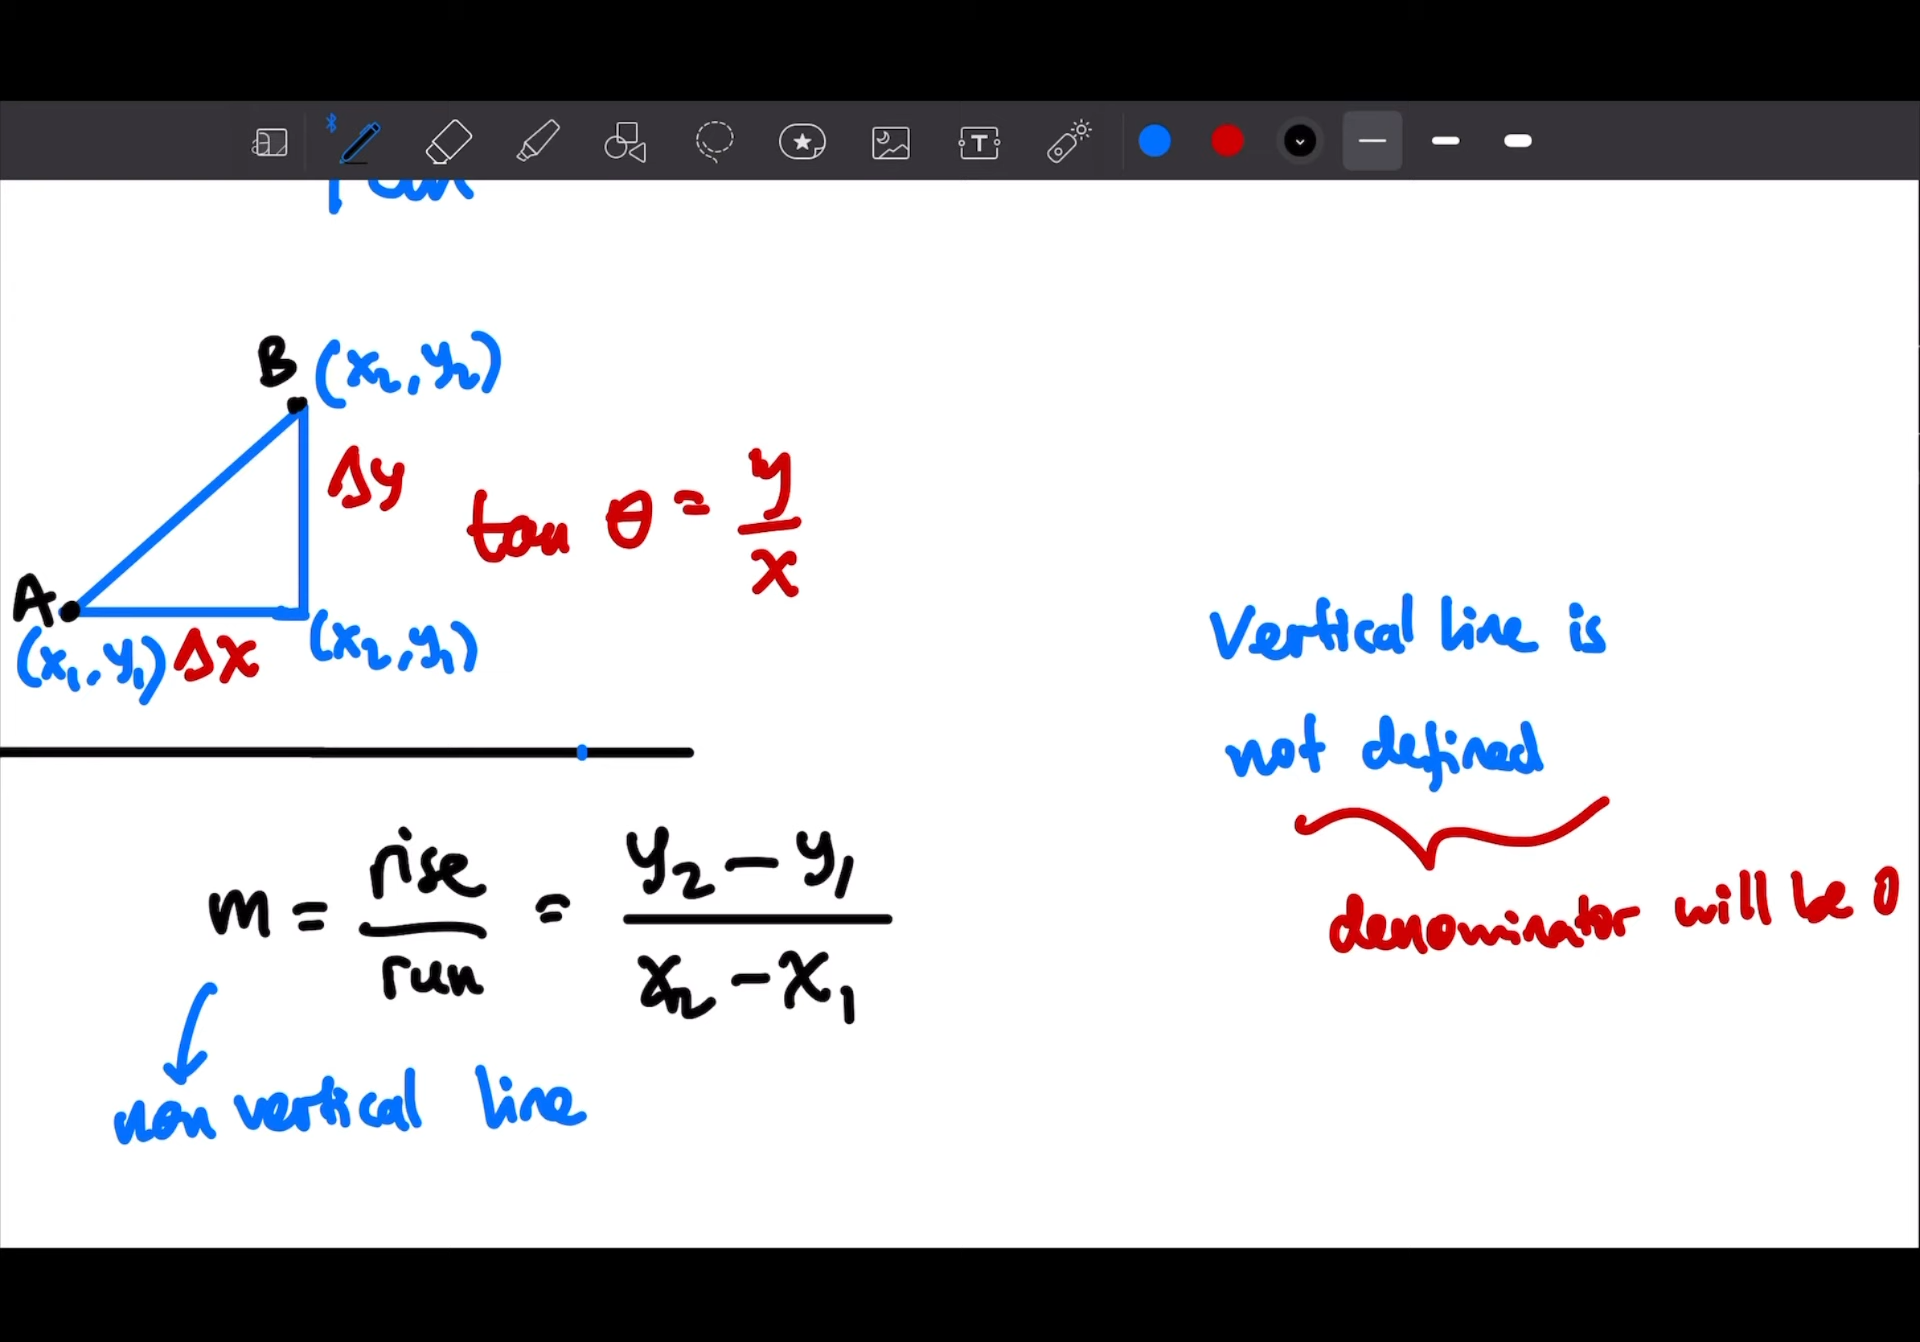 B (x₂, y₂)
Δy
tan θ = y/x
A
(x₁, y₁) Δx (x₂, y₁)
Vertical line is
not defined
denominator will be 0
m = rise/run = y₂ - y₁ / x₂ - x₁
non vertical line